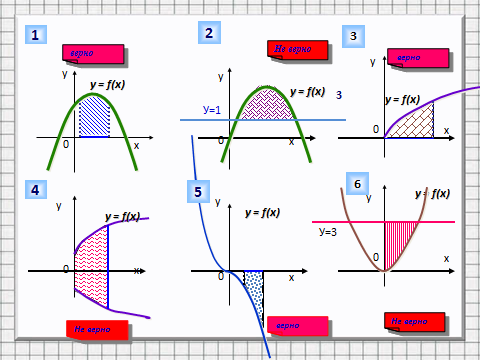 1
верно
y
y = f(x)
0
x
2
Не верно
y
y = f(x)
У=1
0
x
3
верно
y
3
y = f(x)
0
x
4
y
y = f(x)
0
x
Не верно
5
y
y = f(x)
0
x
верно
6
y
y = f(x)
У=3
0
x
Не верно